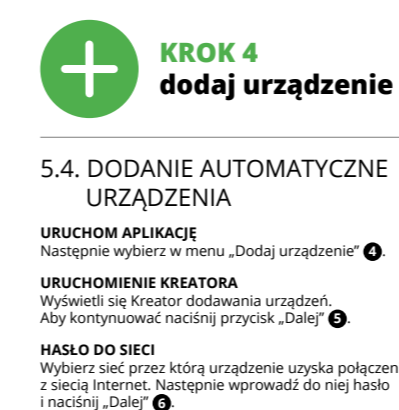 KROK 4
dodaj urządzenie
5.4. DODANIE AUTOMATYCZNE
URZĄDZENIA
URUCHOM APLIKACJĘ
Następnie wybierz w menu „Dodaj urządzenie” 4.
URUCHOMIENIE KREATORA
Wyświetli się Kreator dodawania urządzeń.
Aby kontynuować naciśnij przycisk „Dalej” 5.
HASŁO DO SIECI
Wybierz sieć przez którą urządzenie uzyska połączen
z siecią Internet. Następnie wprowadź do niej hasło
i naciśnij „Dalej” 6.